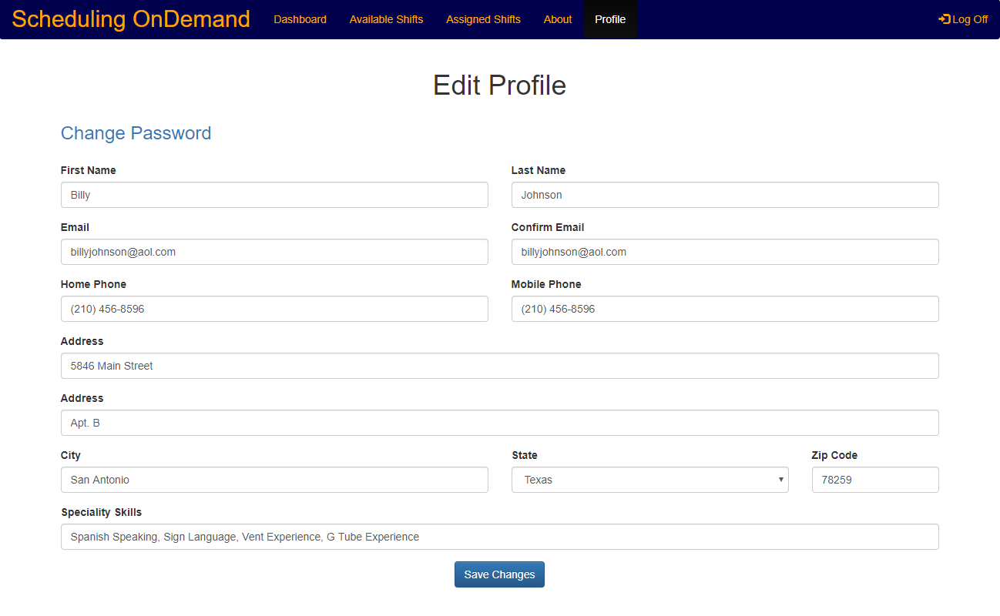 Scheduling OnDemand Dashboard Available Shifts Assigned Shifts About Profile Log Off
Edit Profile
Change Password
First Name Last Name
Billy Johnson
Email Confirm Email
billyjohnson@aol.com billyjohnson@aol.com
Home Phone Mobile Phone
(210) 456-8596 (210) 456-8596
Address
5846 Main Street
Address
Apt. B
City State Zip Code
San Antonio Texas 78259
Speciality Skills
Spanish Speaking, Sign Language, Vent Experience, G Tube Experience
Save Changes